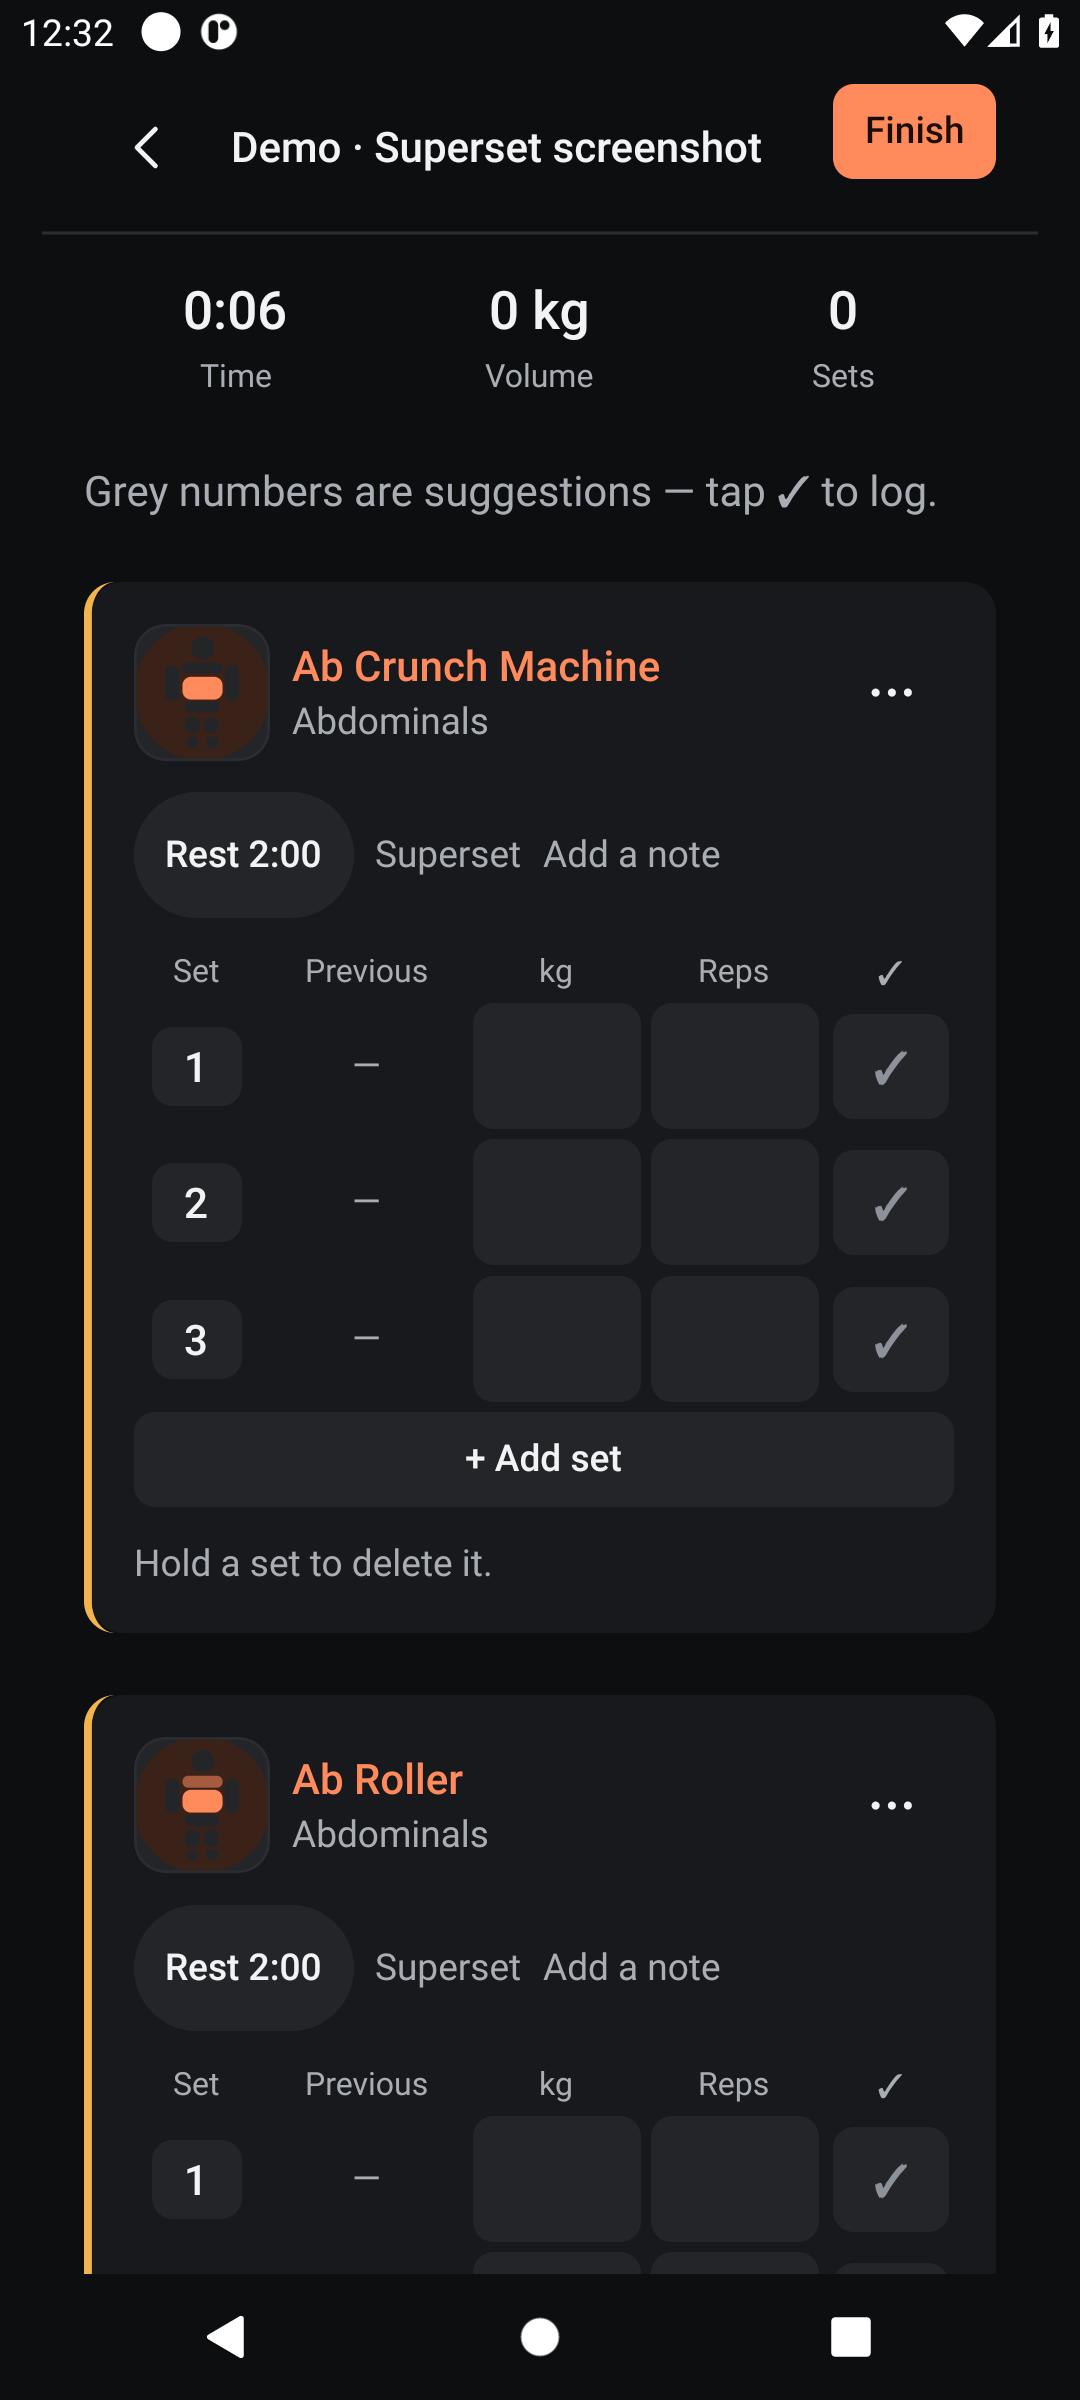 12:32
Demo · Superset screenshot
Finish
0:06
0 kg
0
Time
Volume
Sets
Grey numbers are suggestions — tap ✓ to log.
Ab Crunch Machine
Abdominals
Rest 2:00 Superset Add a note
Set Previous kg Reps ✓
1 — ✓
2 — ✓
3 — ✓
+ Add set
Hold a set to delete it.
Ab Roller
Abdominals
Rest 2:00 Superset Add a note
Set Previous kg Reps ✓
1 — ✓